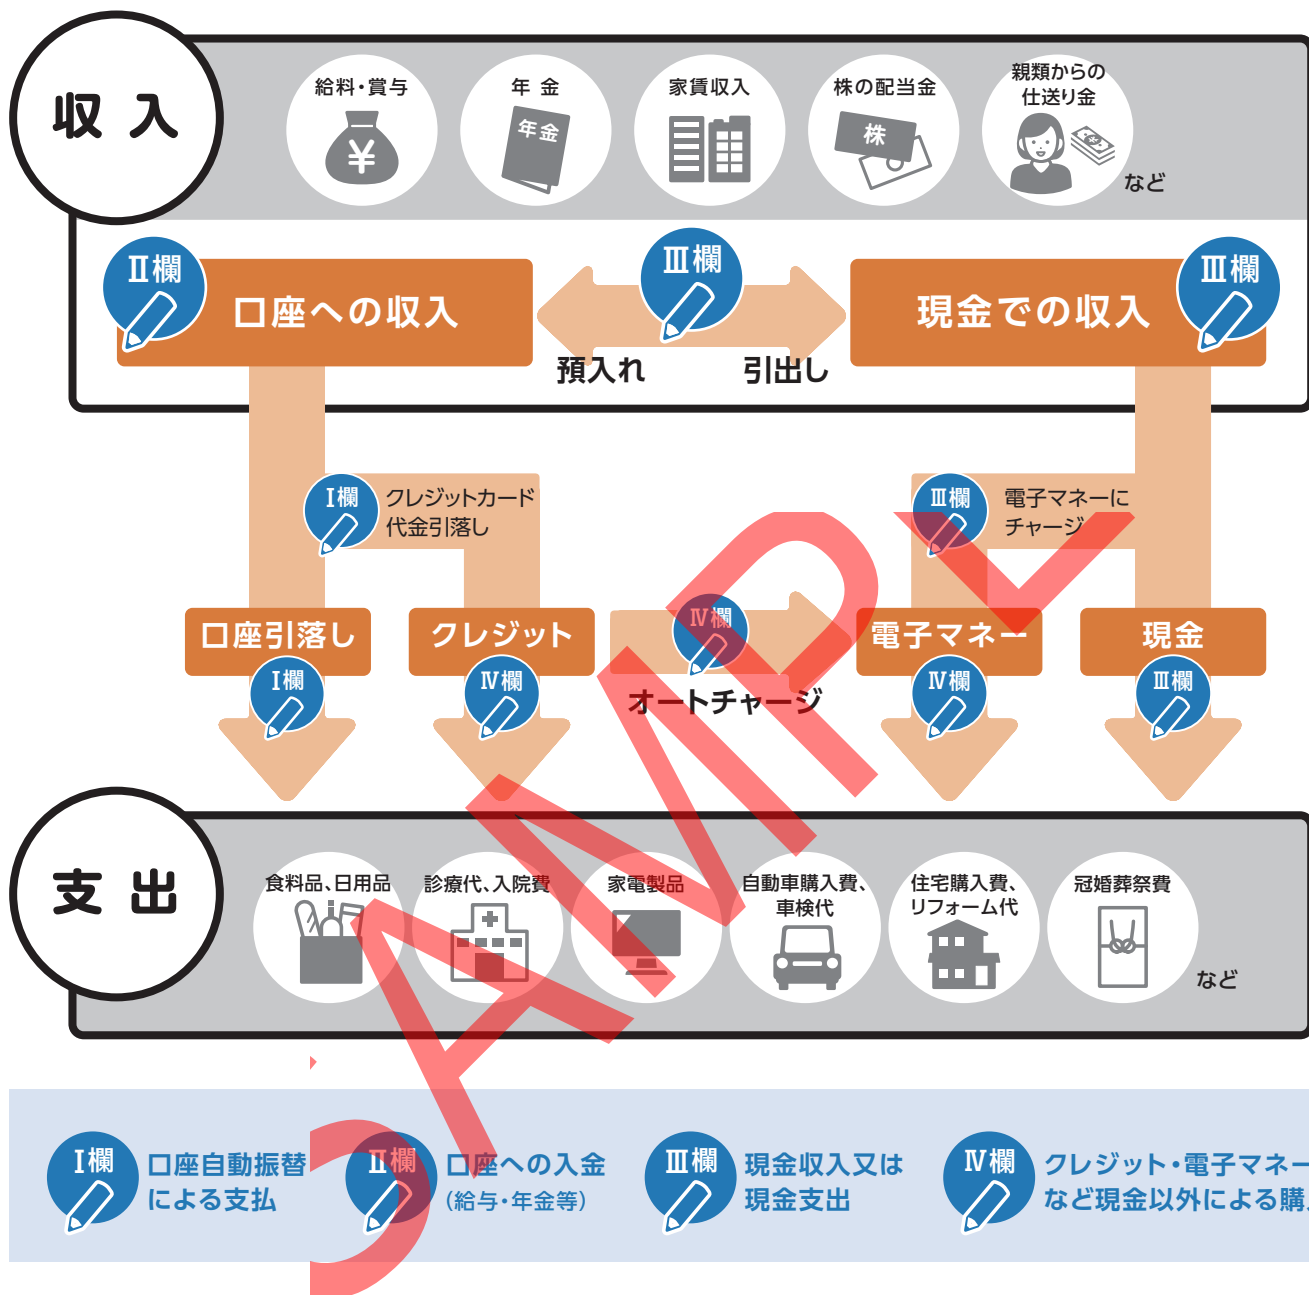 収 入
給料・賞与
年 金
年金
家賃収入
株の配当金
株
親類からの
仕送り金
など
Ⅱ欄
口座への収入
Ⅲ欄
預入れ
引出し
現金での収入
Ⅲ欄
Ⅰ欄
クレジットカード
代金引落し
Ⅲ欄
電子マネーに
チャージ
口座引落し
Ⅰ欄
クレジット
Ⅳ欄
Ⅳ欄
オートチャージ
電子マネー
Ⅳ欄
現金
Ⅲ欄
支 出
食料品、日用品
診療代、入院費
家電製品
自動車購入費、
車検代
住宅購入費、
リフォーム代
冠婚葬祭費
など
Ⅰ欄
口座自動振替
による支払
Ⅱ欄
口座への入金
(給与・年金等)
Ⅲ欄
現金収入又は
現金支出
Ⅳ欄
クレジット・電子マネー
など現金以外による購
SAMPL